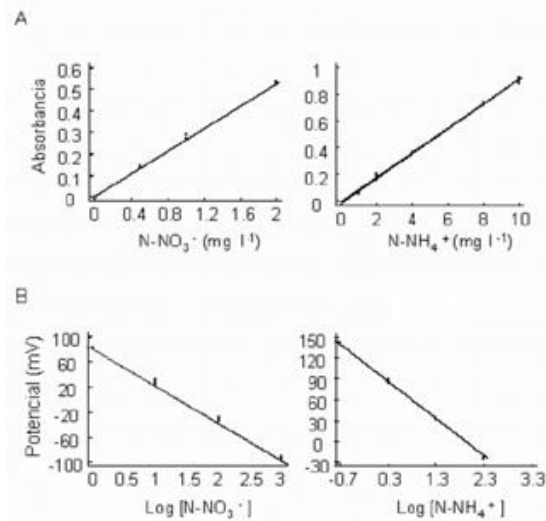 A
Absorbancia
0.6
0.5
0.4
0.3
0.2
0.1
0
0 0.4 0.8 1.2 1.6 2
N-NO3- (mg l-1)
1
0.8
0.6
0.4
0.2
0
0 2 4 6 8 10
N-NH4+ (mg l-1)
B
Potencial (mV)
100
60
20
-20
-60
-100
0 0.5 1 1.5 2 2.5 3
Log [N-NO3-]
150
120
90
60
30
0
-30
-0.7 0.3 1.3 2.3 3.3
Log [N-NH4+]